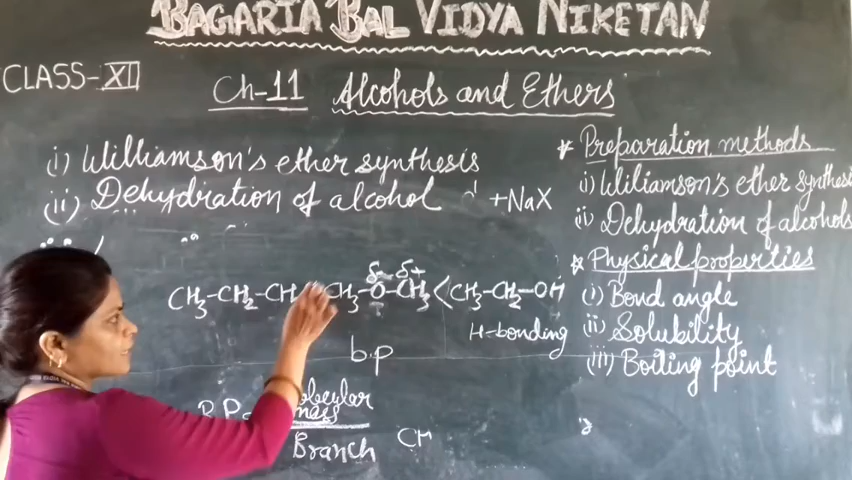 BAGARIA BAL VIDYA NIKETAN
CLASS-XII
Ch-11 Alcohols and Ethers
(i) Williamson's ether synthesis
(ii) Dehydration of alcohol
+NaX
CH3-CH2-CH
CH3-O-CH3<CH3-CH2-OH
δ- δ+
H-bonding
b.p
mass
Branch
CH
* Preparation methods
i) Wiliamson's ether synthesis
ii) Dehydration of alcohols
* Physical properties
(i) Bond angle
(ii) Solubility
(iii) Boiling point